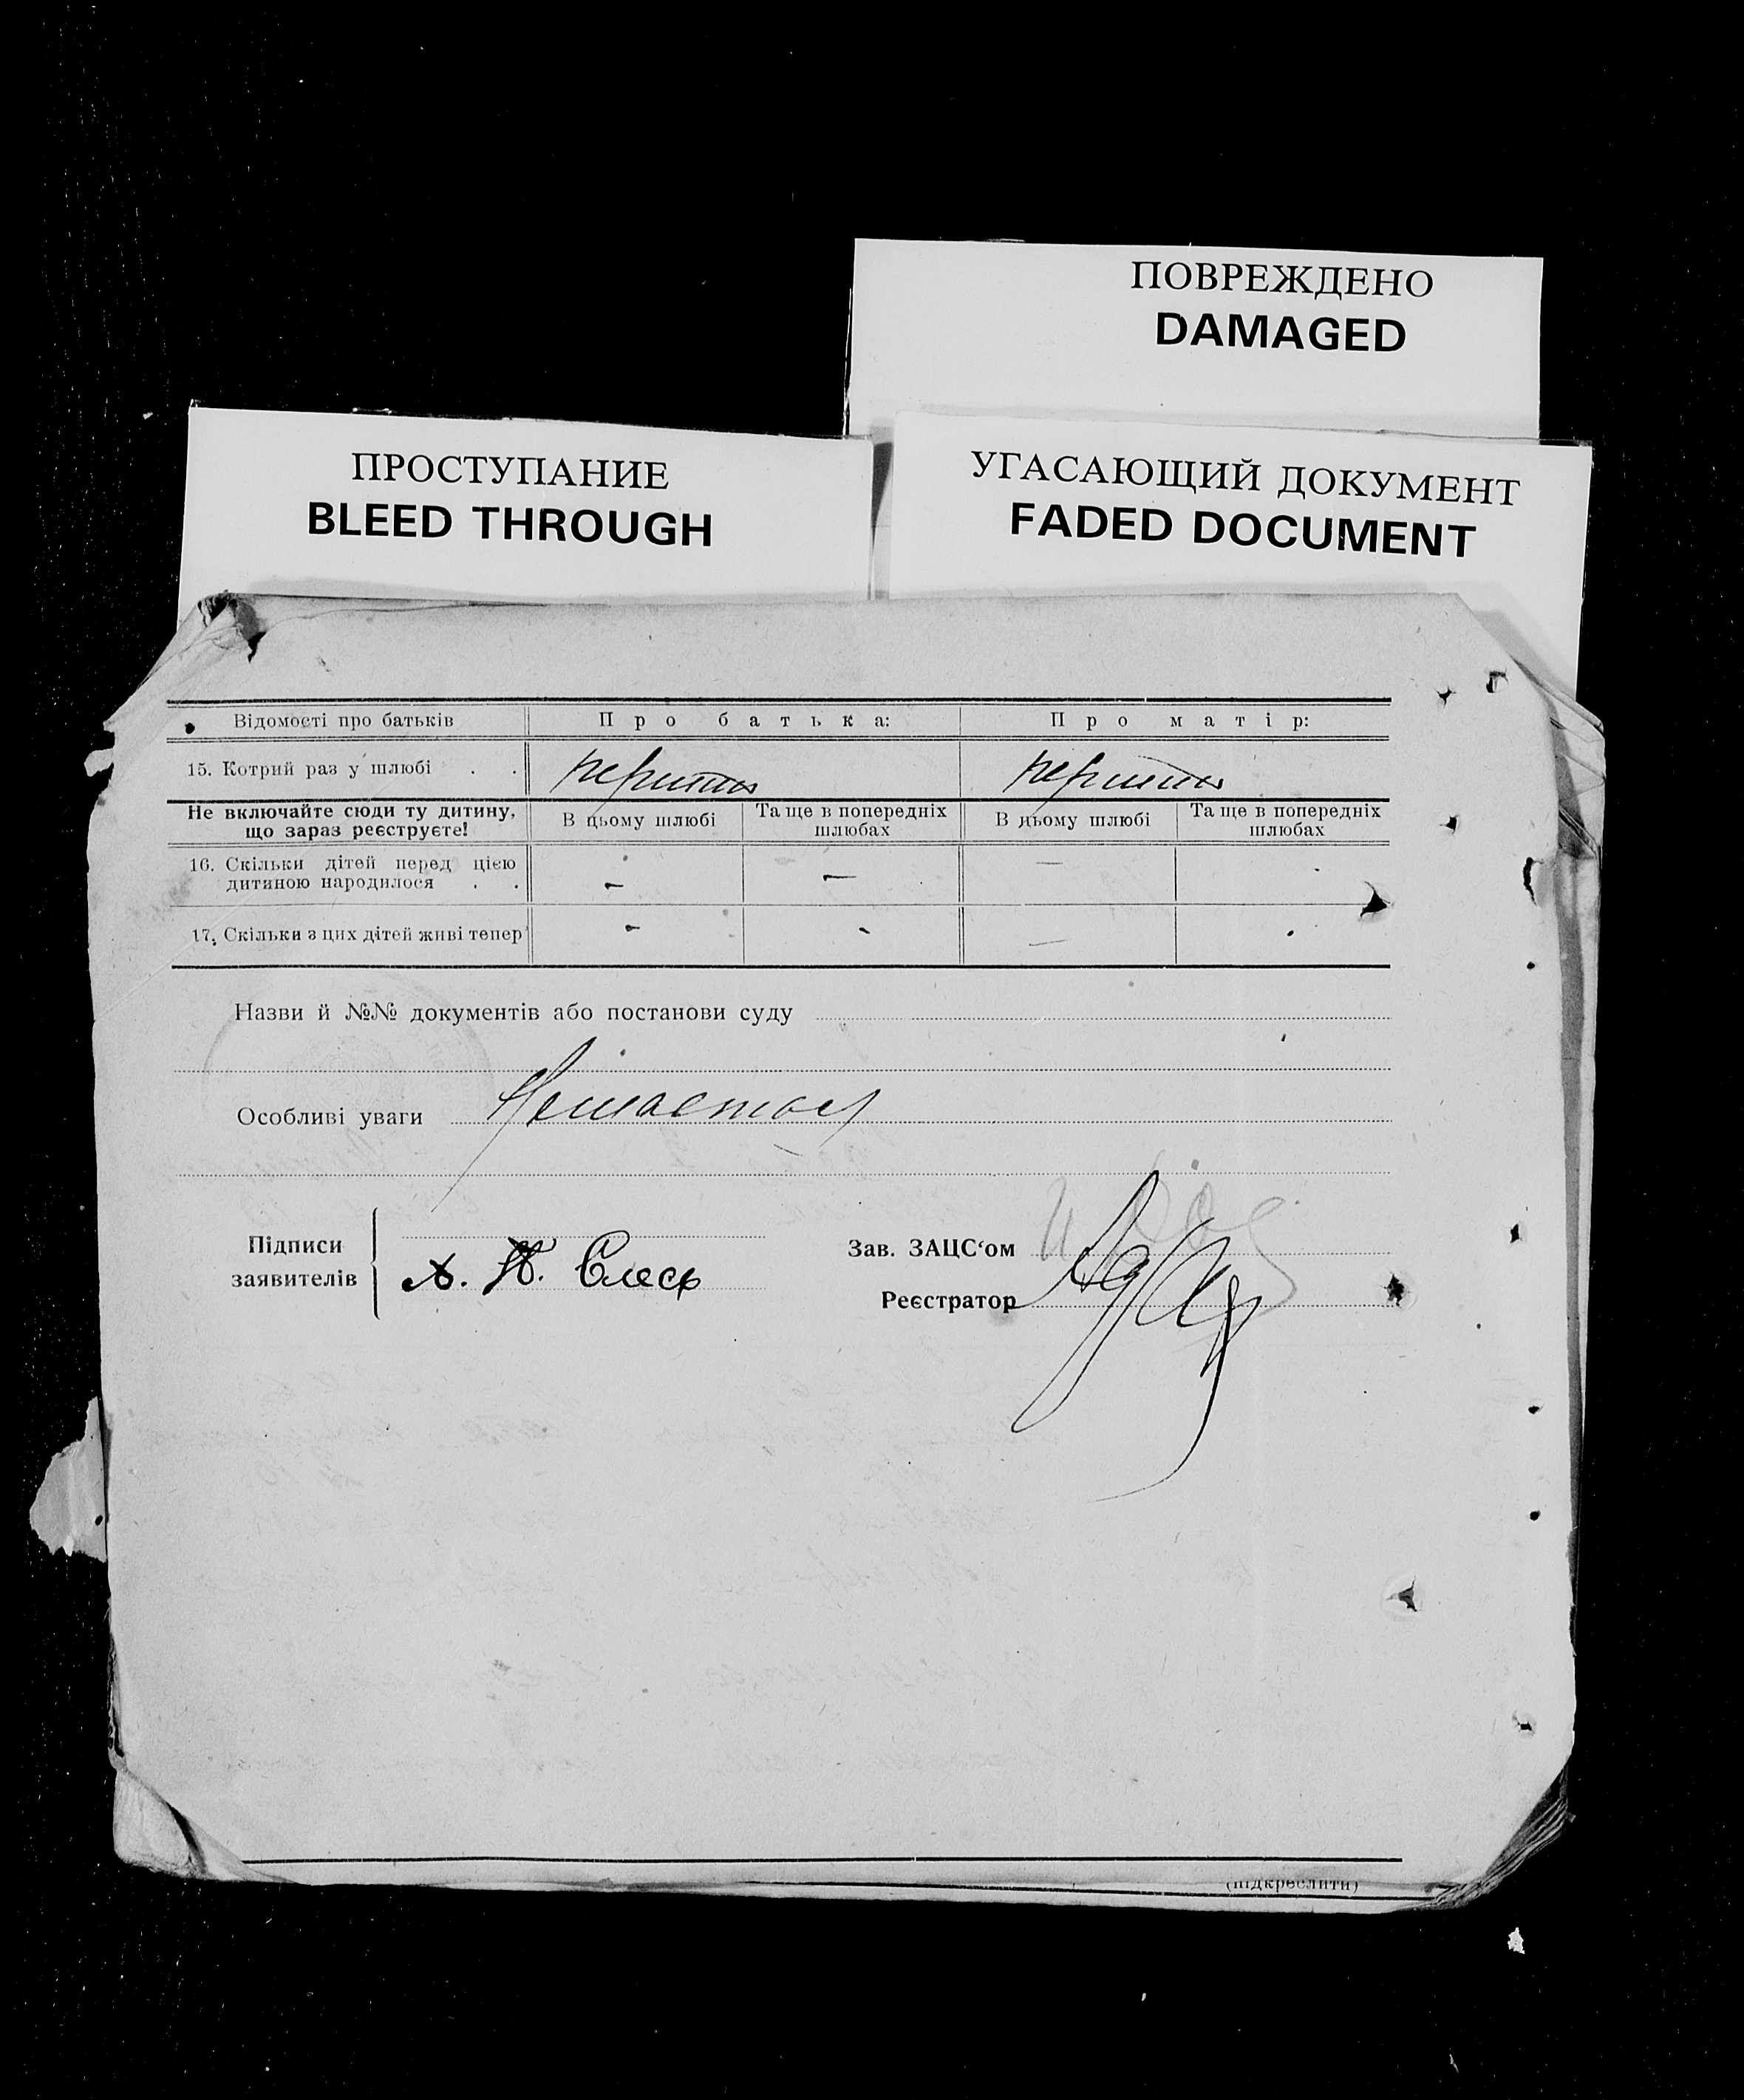 ПОВРЕЖДЕНО
DAMAGED
ПРОСТУПАНИЕ
BLEED THROUGH
УГАСАЮЩИЙ ДОКУМЕНТ
FADED DOCUMENT
Відомості про батьків Про батька: Про матір:
15. Котрий раз у шлюбі . .
Не включайте сюди ту дитину, що зараз реєструєте! В цьому шлюбі Та ще в попередніх шлюбах В цьому шлюбі Та ще в попередніх шлюбах
16. Скільки дітей перед цією
дитиною народилося . . - — —
17. Скільки з цих дітей живі тепер - - —
Назви й №№ документів або постанови суду
Особливі уваги
Підписи
заявителів
Зав. ЗАЦС‘ом
Реєстратор
(підкреслити)